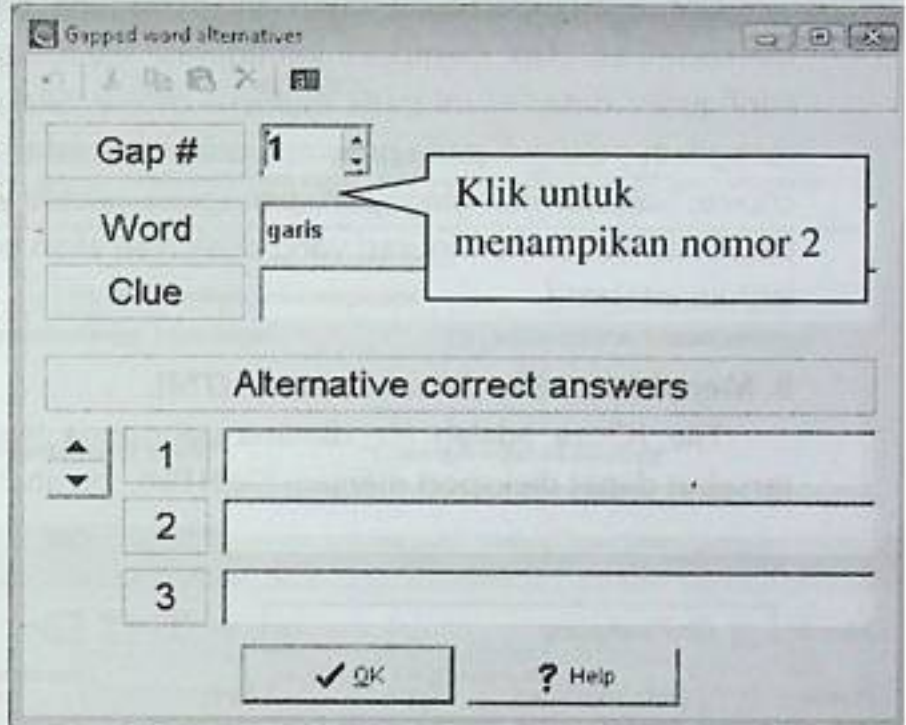 Gapped word alternatives
Gap #
1
Klik untuk
menampikan nomor 2
Word
garis
Clue
Alternative correct answers
1
2
3
OK
? Help